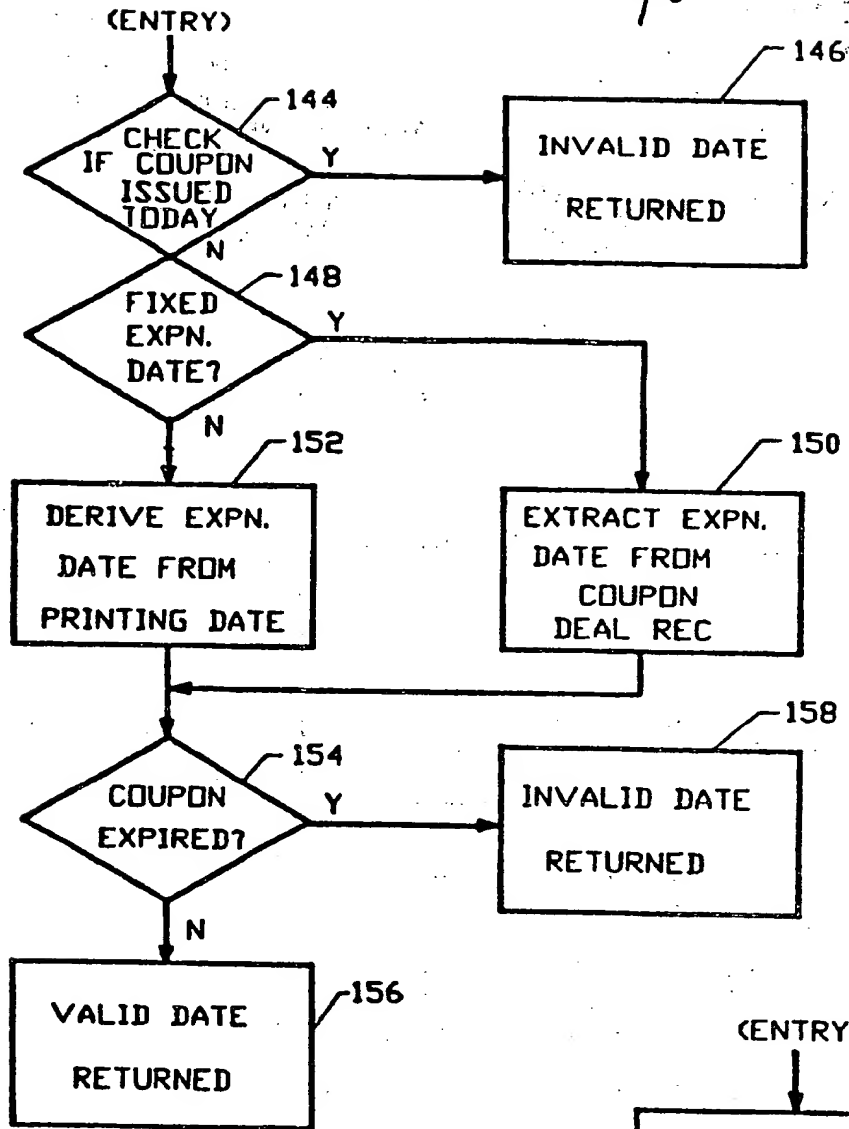 (ENTRY)
144
CHECK
IF COUPON
ISSUED
TODAY
Y
N
146
INVALID DATE
RETURNED
148
FIXED
EXPN.
DATE?
Y
N
152
DERIVE EXPN.
DATE FROM
PRINTING DATE
150
EXTRACT EXPN.
DATE FROM
COUPON
DEAL REC
154
COUPON
EXPIRED?
Y
N
158
INVALID DATE
RETURNED
156
VALID DATE
RETURNED
(ENTRY